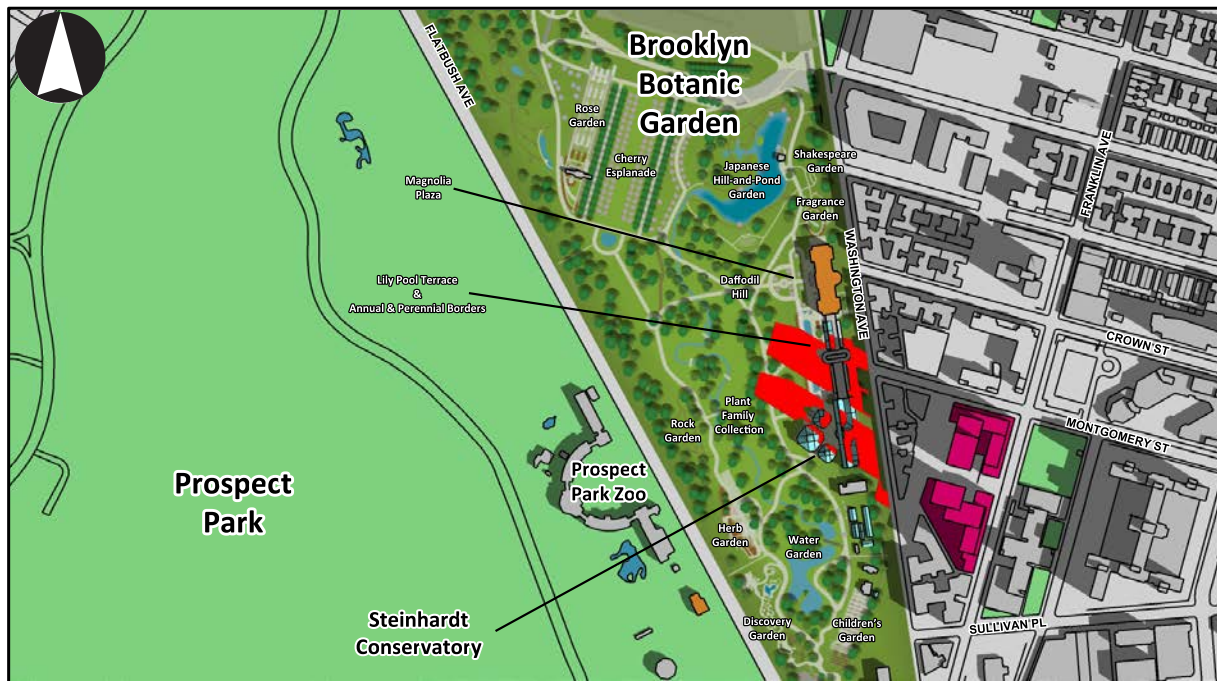 FLATBUSH AVE
Brooklyn
Botanic
Garden
Rose
Garden
Cherry
Esplanade
Japanese
Hill-and-Pond
Garden
Shakespeare
Garden
FRANKLIN AVE
Magnolia
Plaza
Fragrance
Garden
WASHINGTON AVE
Lily Pool Terrace
&
Annual & Perennial Borders
Daffodil
Hill
CROWN ST
Plant
Family
Collection
Rock
Garden
MONTGOMERY ST
Prospect
Park
Prospect
Park Zoo
Herb
Garden
Water
Garden
Steinhardt
Conservatory
Discovery
Garden
Children's
Garden
SULLIVAN PL